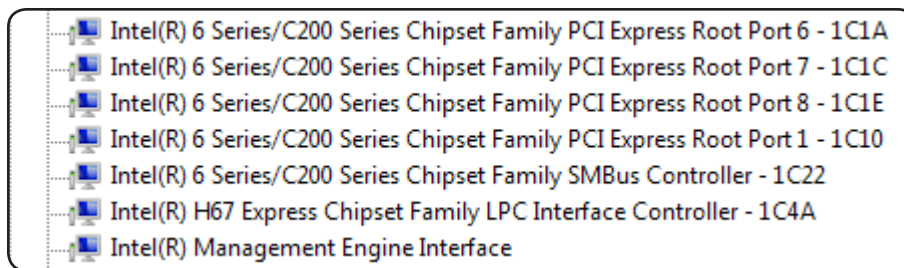 Intel(R) 6 Series/C200 Series Chipset Family PCI Express Root Port 6 - 1C1A
Intel(R) 6 Series/C200 Series Chipset Family PCI Express Root Port 7 - 1C1C
Intel(R) 6 Series/C200 Series Chipset Family PCI Express Root Port 8 - 1C1E
Intel(R) 6 Series/C200 Series Chipset Family PCI Express Root Port 1 - 1C10
Intel(R) 6 Series/C200 Series Chipset Family SMBus Controller - 1C22
Intel(R) H67 Express Chipset Family LPC Interface Controller - 1C4A
Intel(R) Management Engine Interface